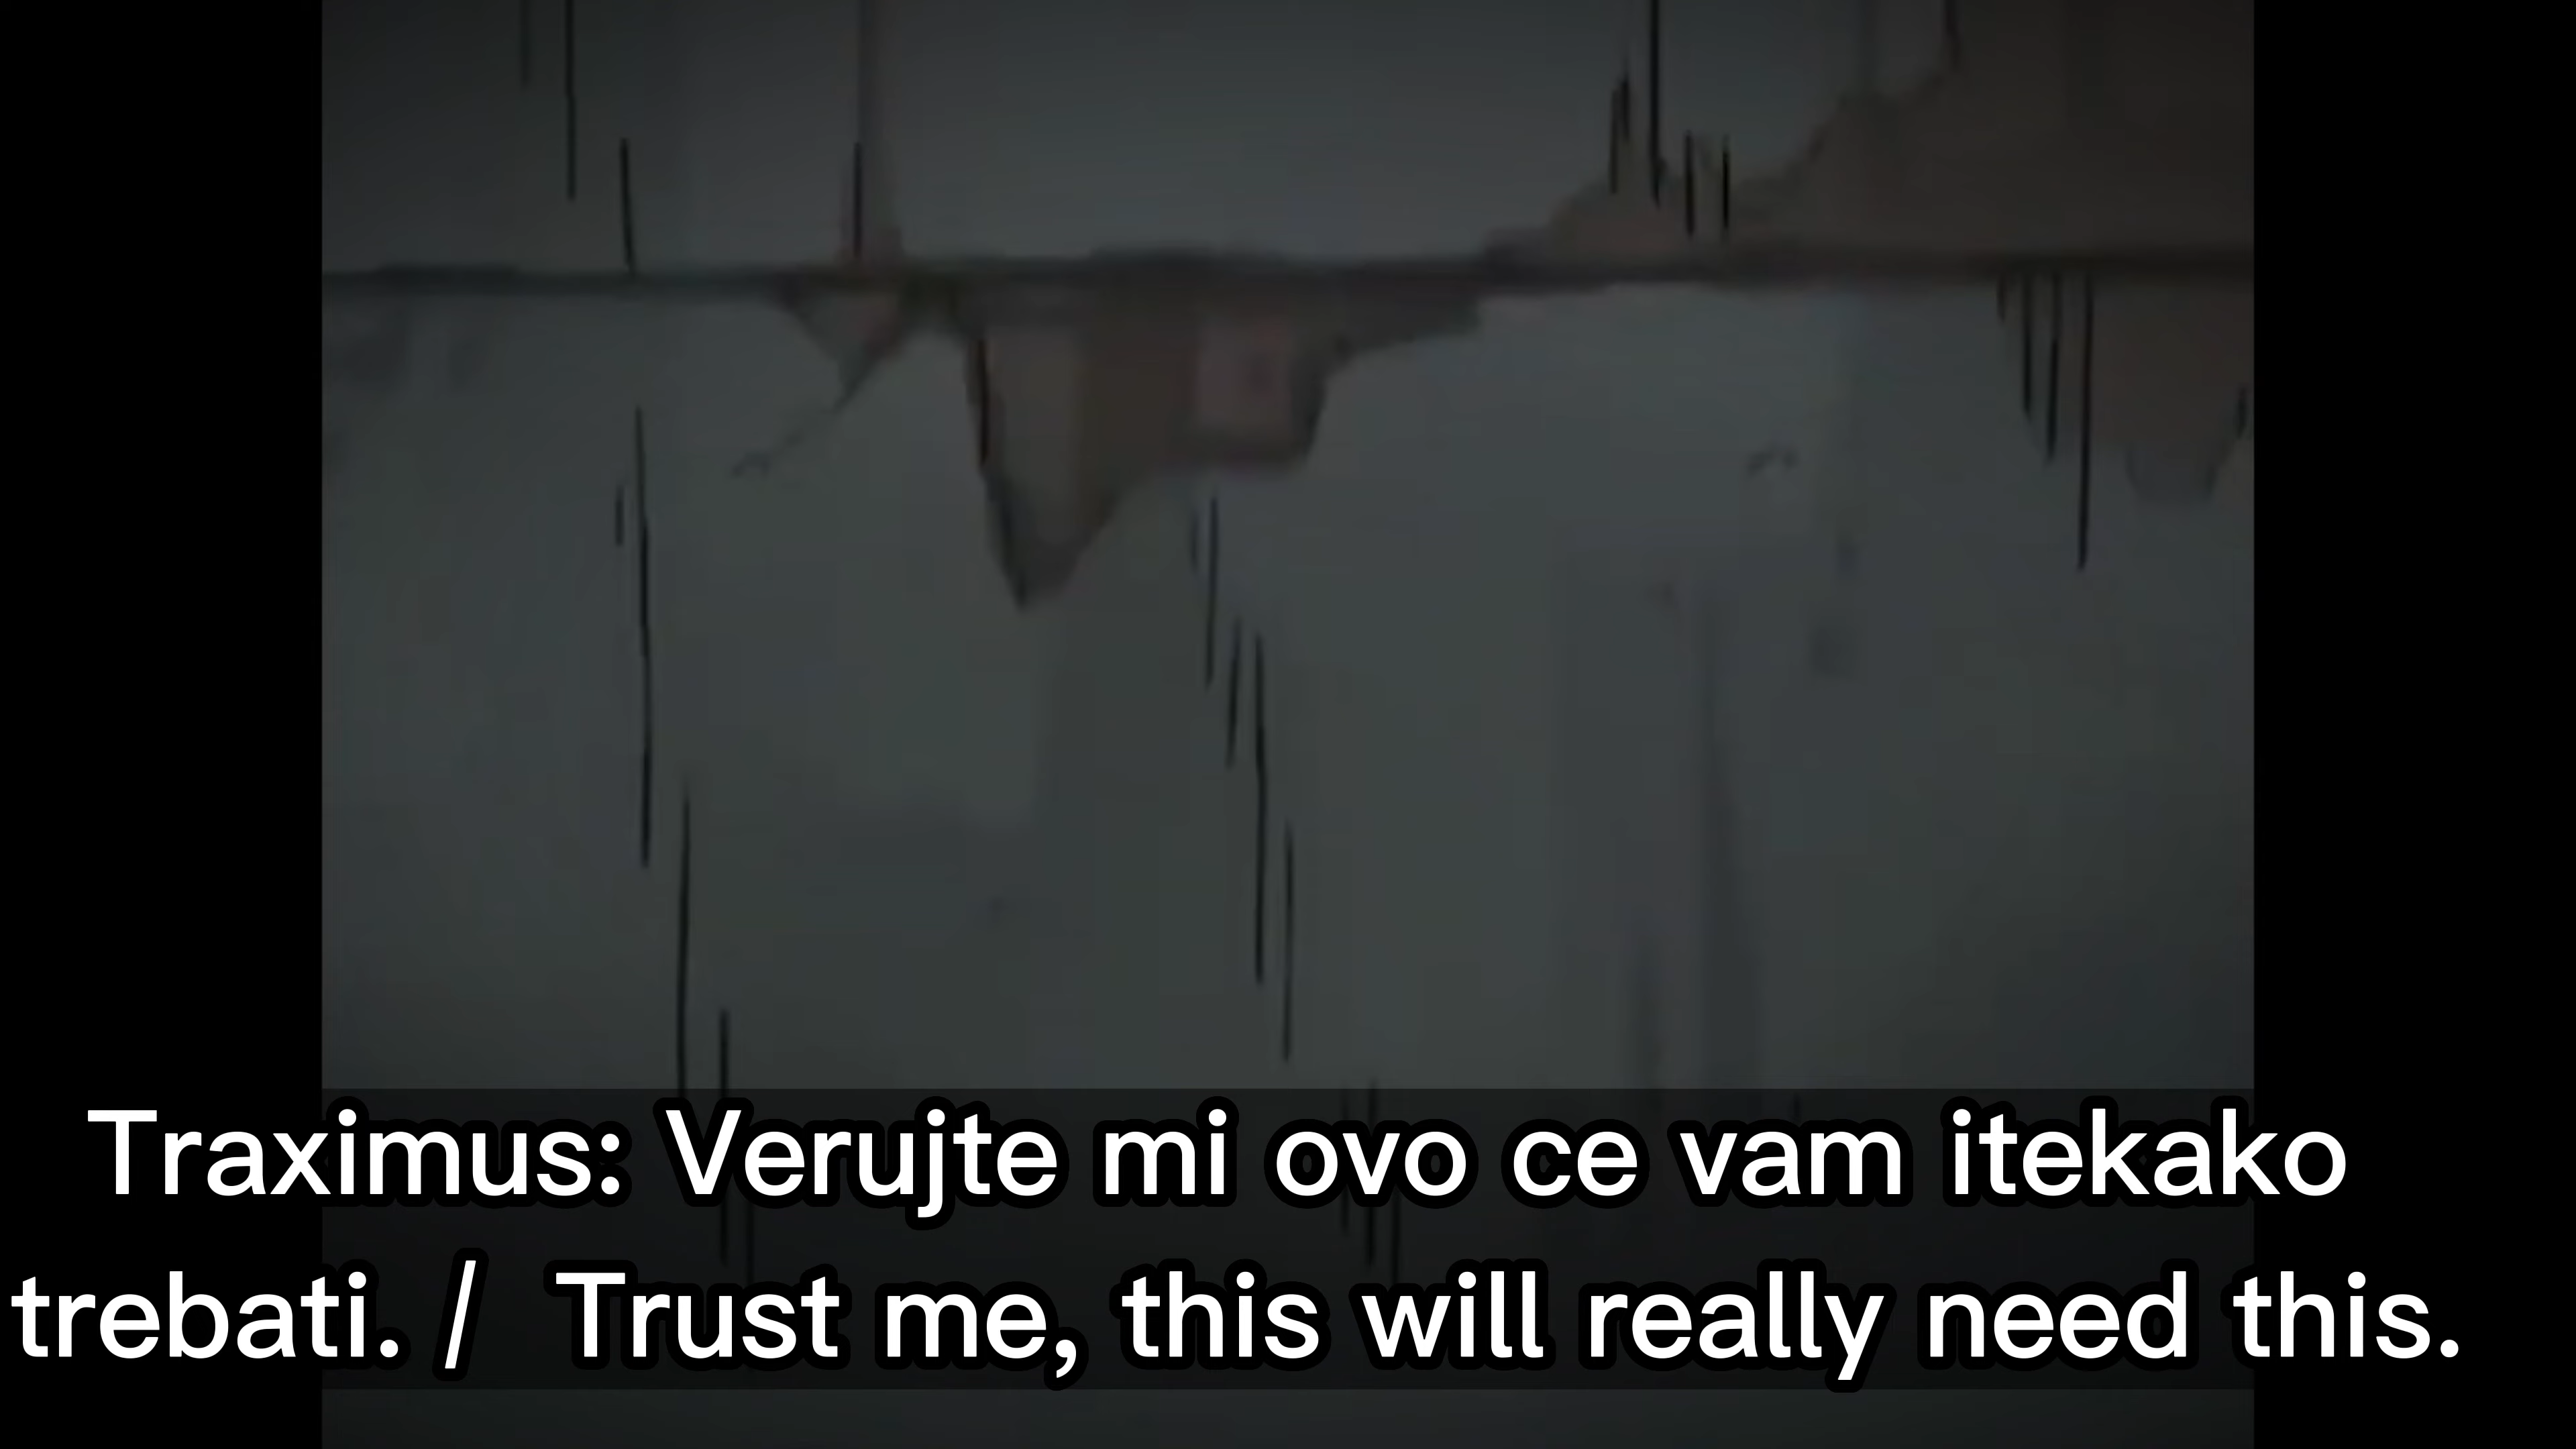 Traximus: Verujte mi ovo ce vam itekako
trebati. /  Trust me, this will really need this.